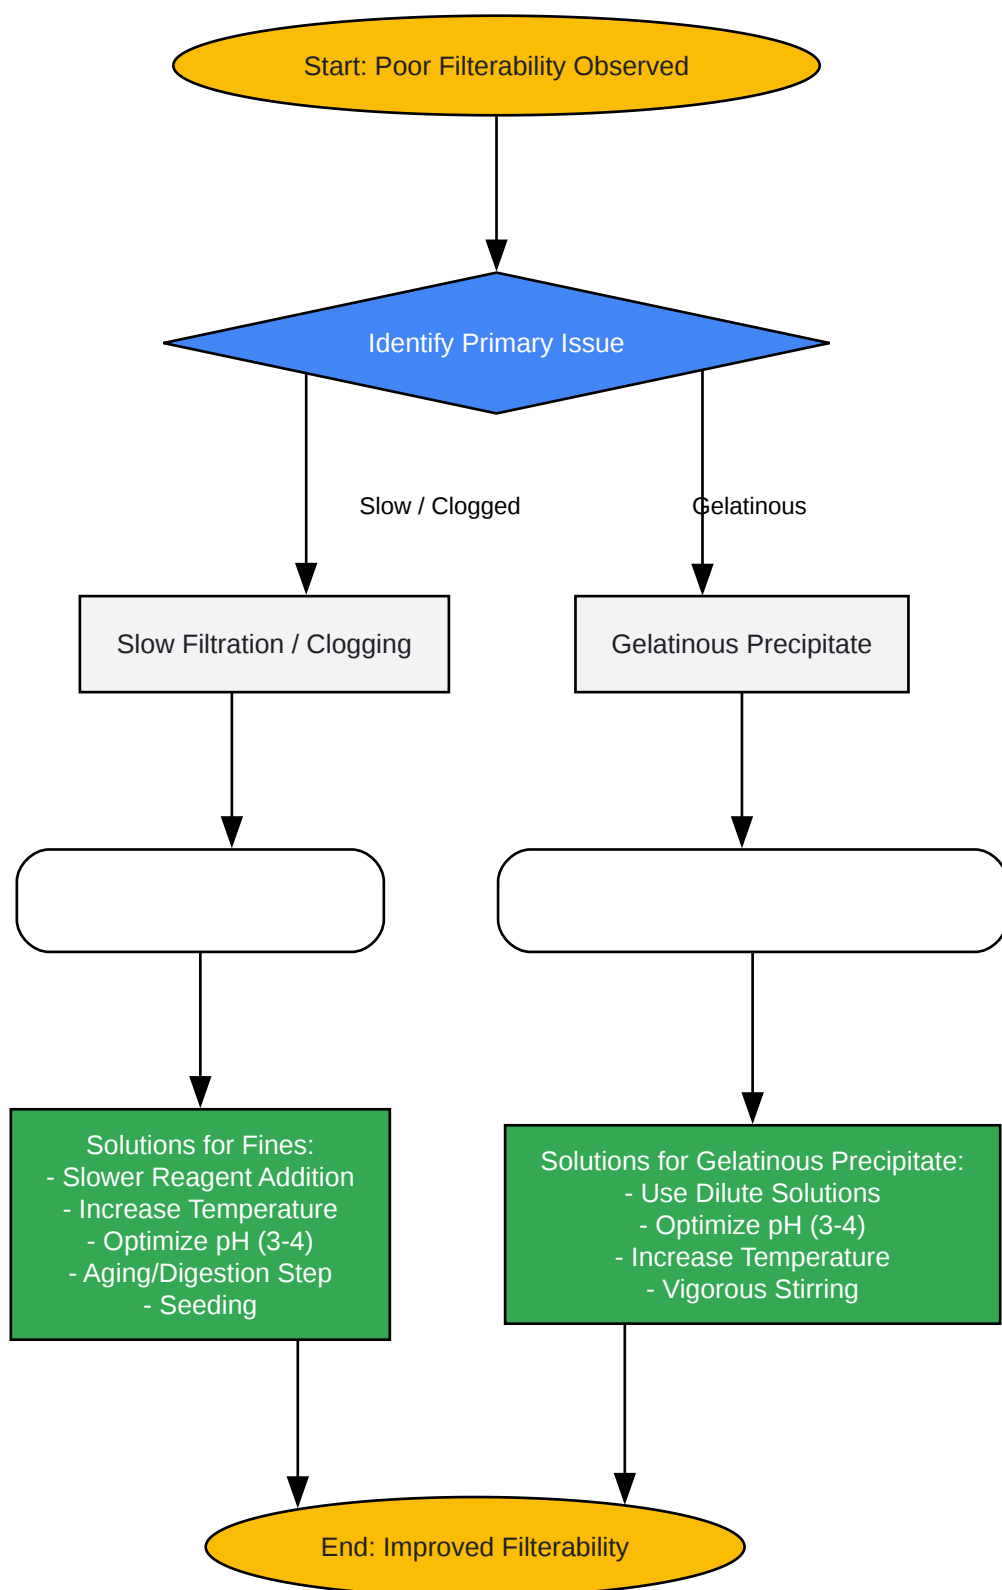 Start: Poor Filterability Observed
Identify Primary Issue
Slow / Clogged
Gelatinous
Slow Filtration / Clogging
Gelatinous Precipitate
Solutions for Fines:
- Slower Reagent Addition
- Increase Temperature
- Optimize pH (3-4)
- Aging/Digestion Step
- Seeding
Solutions for Gelatinous Precipitate:
- Use Dilute Solutions
- Optimize pH (3-4)
- Increase Temperature
- Vigorous Stirring
End: Improved Filterability